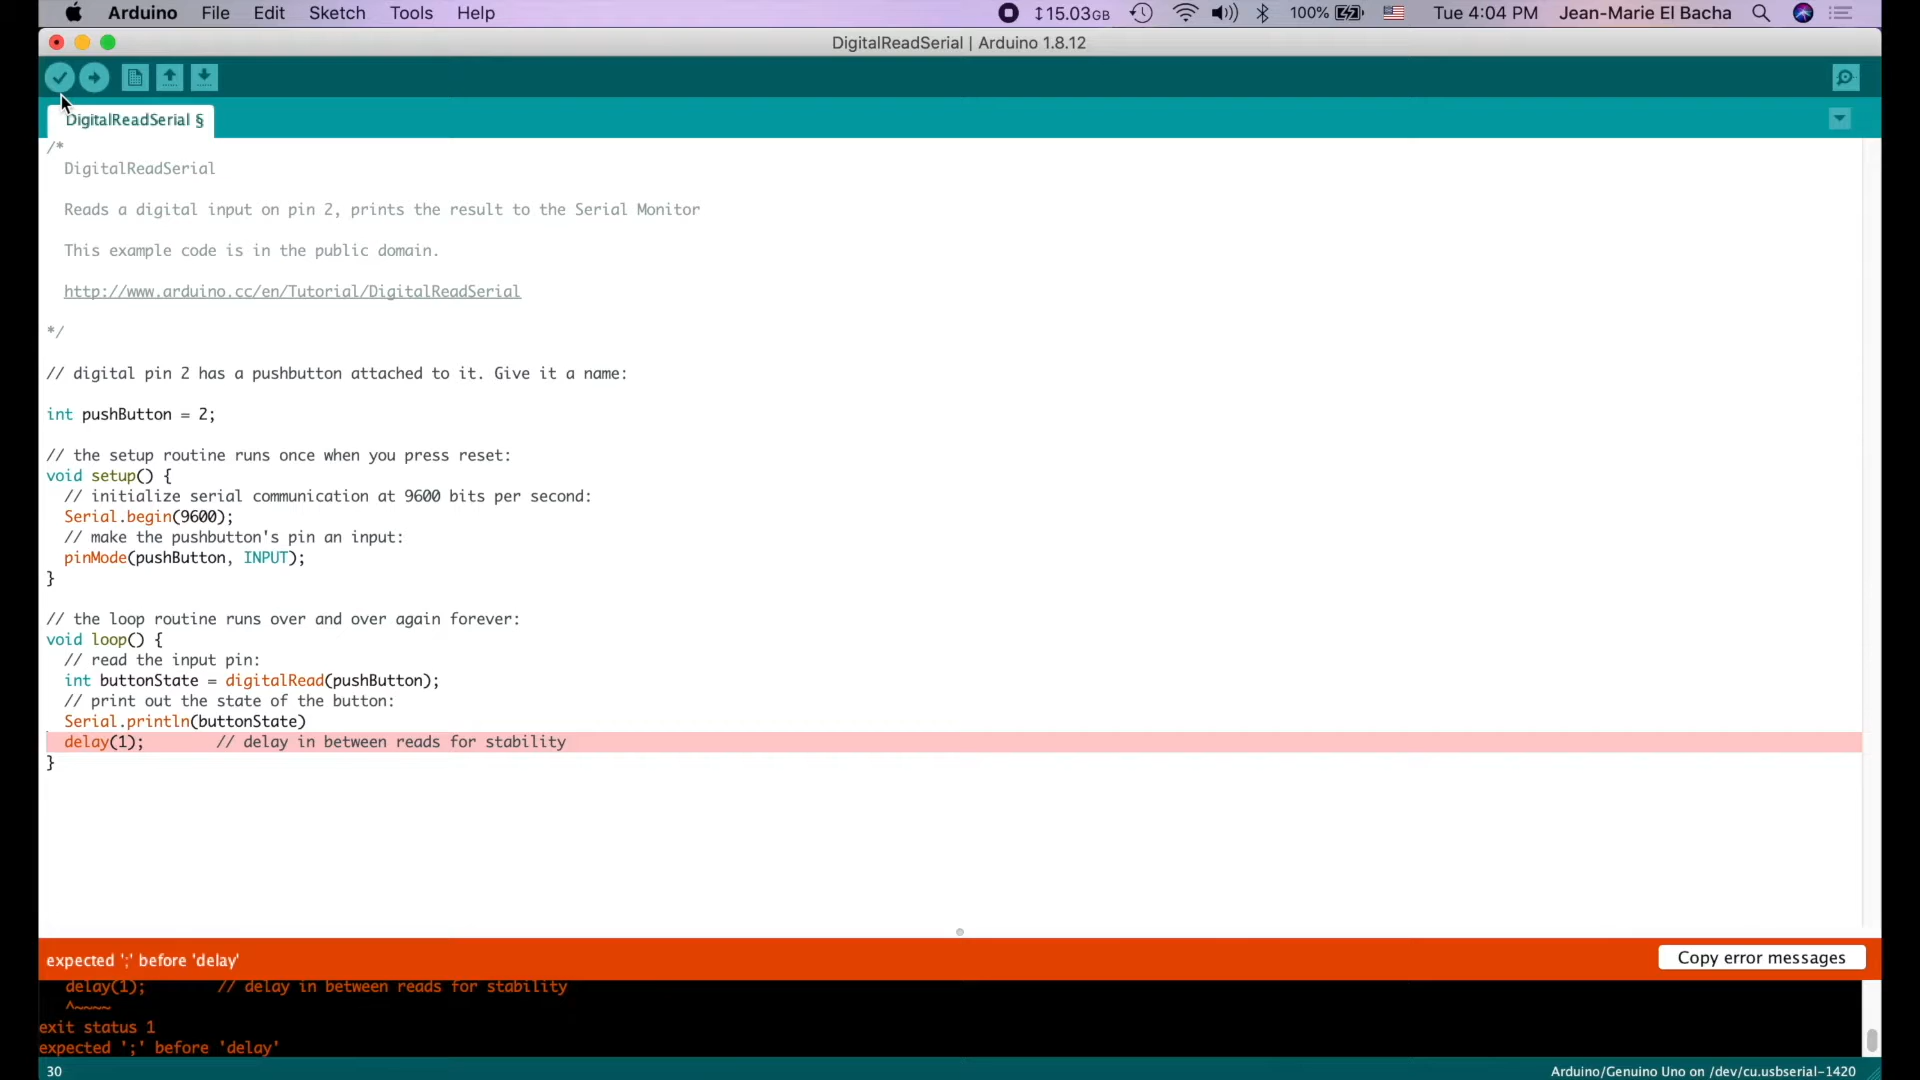 Arduino File Edit Sketch Tools Help 15.03GB 100% Tue 4:04 PM Jean-Marie El Bacha
DigitalReadSerial | Arduino 1.8.12
DigitalReadSerial §
/*
DigitalReadSerial
Reads a digital input on pin 2, prints the result to the Serial Monitor
This example code is in the public domain.
http://www.arduino.cc/en/Tutorial/DigitalReadSerial
*/
// digital pin 2 has a pushbutton attached to it. Give it a name:
int pushButton = 2;
// the setup routine runs once when you press reset:
void setup() {
// initialize serial communication at 9600 bits per second:
Serial.begin(9600);
// make the pushbutton's pin an input:
pinMode(pushButton, INPUT);
}
// the loop routine runs over and over again forever:
void loop() {
// read the input pin:
int buttonState = digitalRead(pushButton);
// print out the state of the button:
Serial.println(buttonState)
delay(1); // delay in between reads for stability
}
expected ';' before 'delay'
Copy error messages
delay(1); // delay in between reads for stability
^~~~~
exit status 1
expected ';' before 'delay'
30
Arduino/Genuino Uno on /dev/cu.usbserial-1420